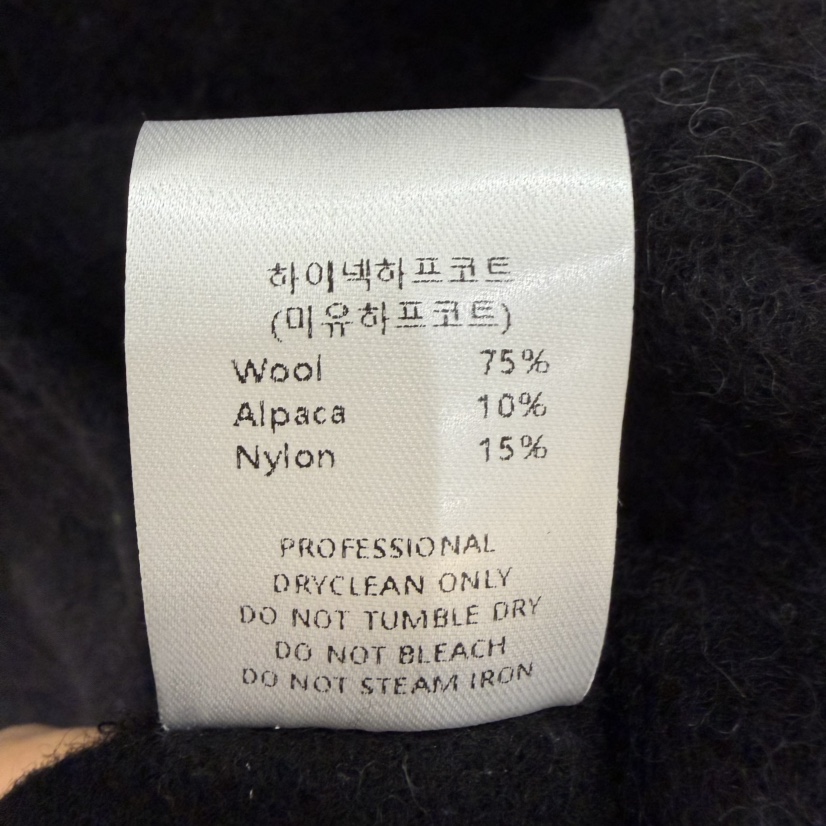 하이넥하프코트
(미유하프코트)
Wool 75%
Alpaca 10%
Nylon 15%
PROFESSIONAL
DRYCLEAN ONLY
DO NOT TUMBLE DRY
DO NOT BLEACH
DO NOT STEAM IRON